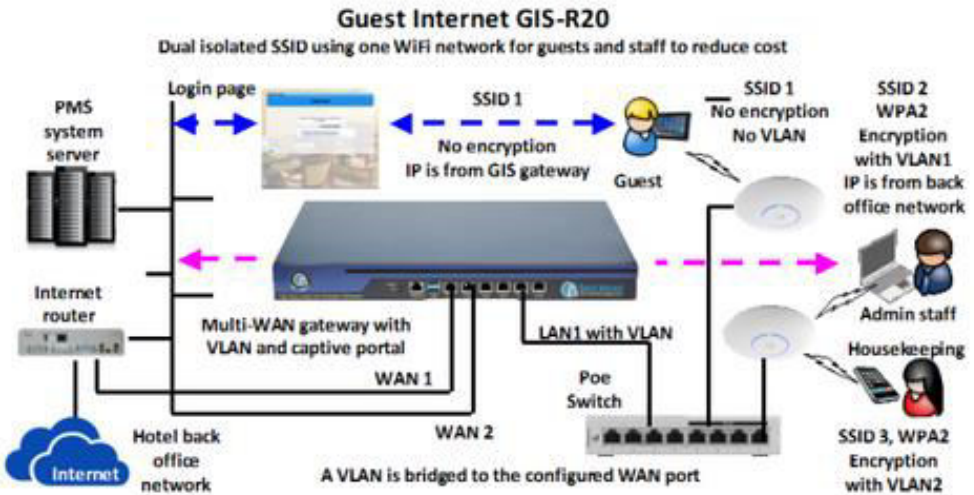 Guest Internet GIS-R20
Dual isolated SSID using one WiFi network for guests and staff to reduce cost
Login page
PMS
system
server
SSID 1
No encryption
IP is from GIS gateway
Guest
SSID 1
No encryption
No VLAN
SSID 2
WPA2
Encryption
with VLAN1
IP is from back
office network
Internet
router
Multi-WAN gateway with
VLAN and captive portal
LAN1 with VLAN
Admin staff
Housekeeping
WAN 1
Poe
Switch
WAN 2
Internet
Hotel back
office
network
A VLAN is bridged to the configured WAN port
SSID 3, WPA2
Encryption
with VLAN2